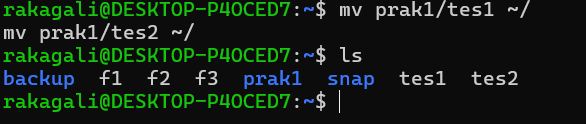 rakagali@DESKTOP-P4OCED7:~$ mv prak1/tes1 ~/
mv prak1/tes2 ~/
rakagali@DESKTOP-P4OCED7:~$ ls
backup  f1  f2  f3  prak1  snap  tes1  tes2
rakagali@DESKTOP-P4OCED7:~$